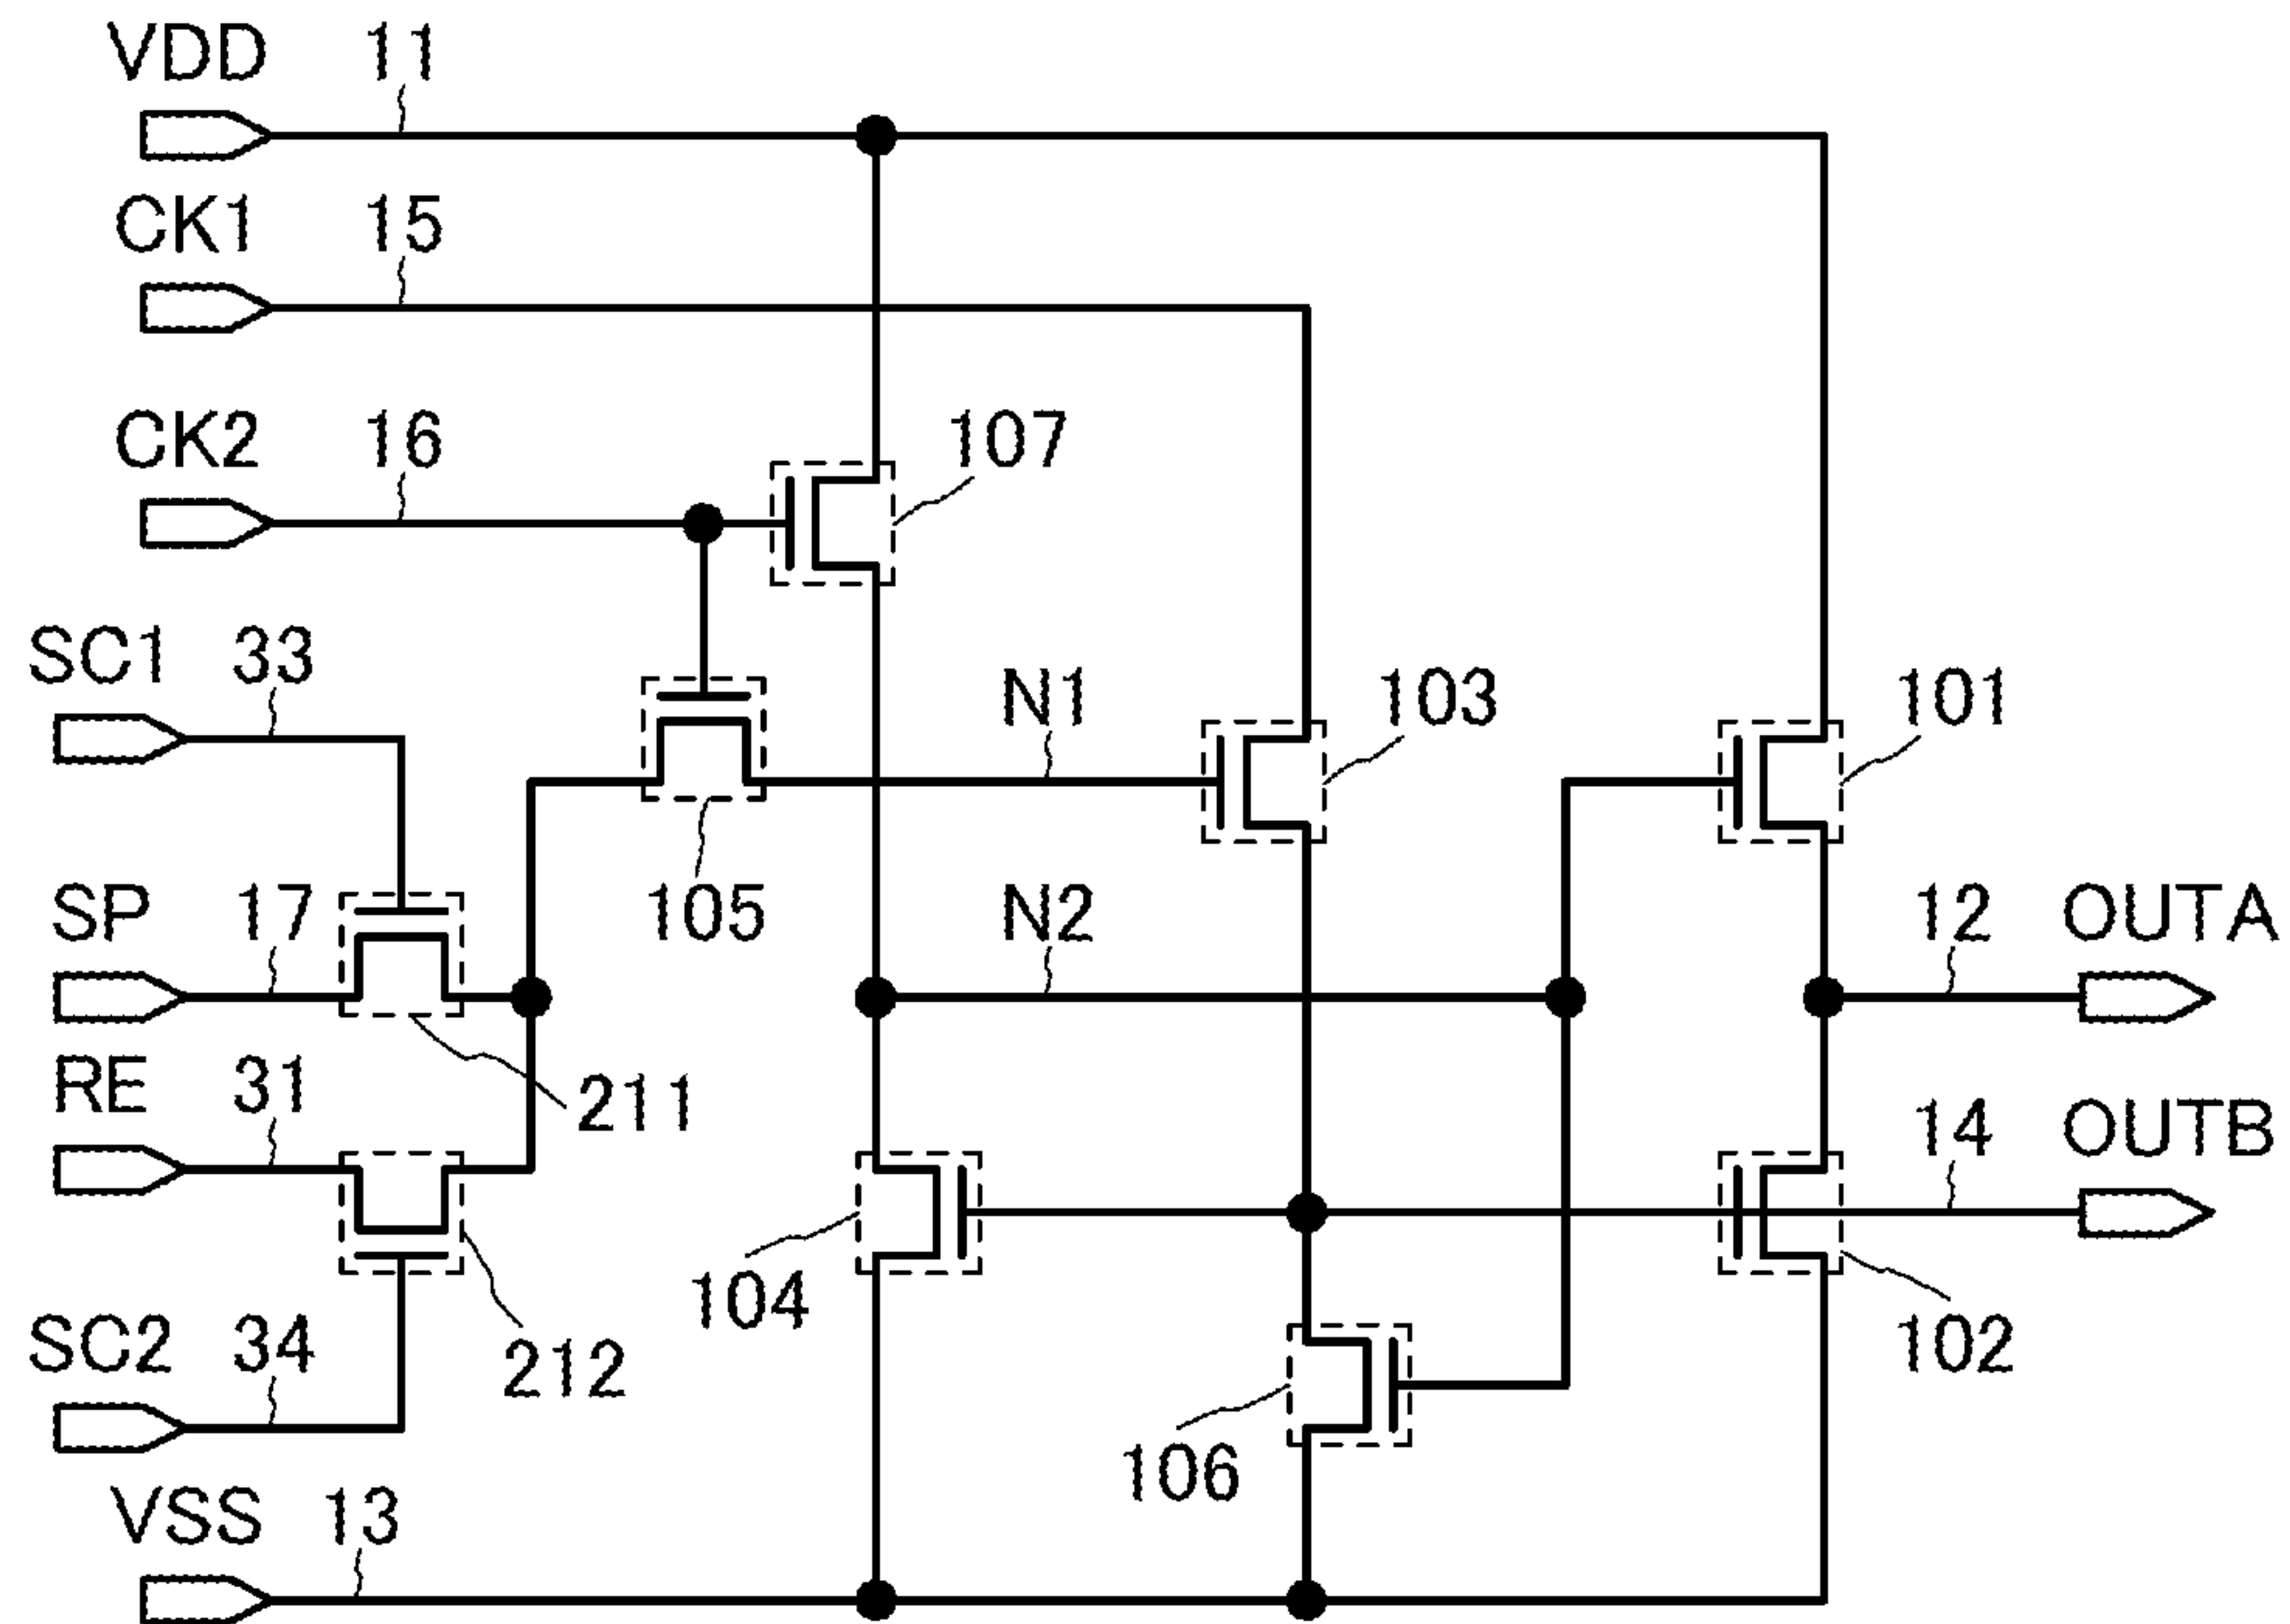 VDD 11
CK1 15
CK2 16
107
SC1 33
N1
103
101
SP 17
105
N2
12 OUTA
RE 31
211
14 OUTB
104
SC2 34
212
102
106
VSS 13